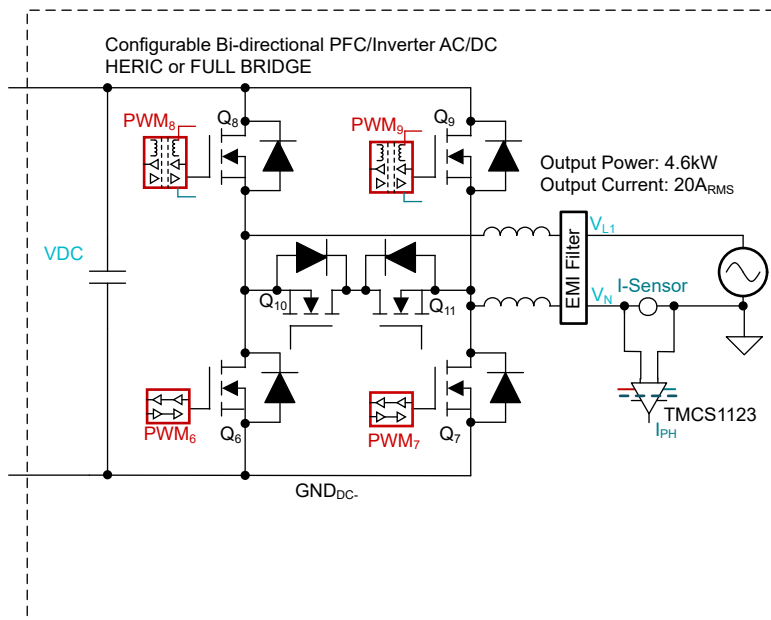 Configurable Bi-directional PFC/Inverter AC/DC
HERIC or FULL BRIDGE
PWM8
Q8
PWM9
Q9
Output Power: 4.6kW
Output Current: 20ARMS
VDC
EMI Filter
VL1
VN
I-Sensor
Q10
Q11
PWM6
Q6
PWM7
Q7
TMCS1123
IPH
GNDDC-